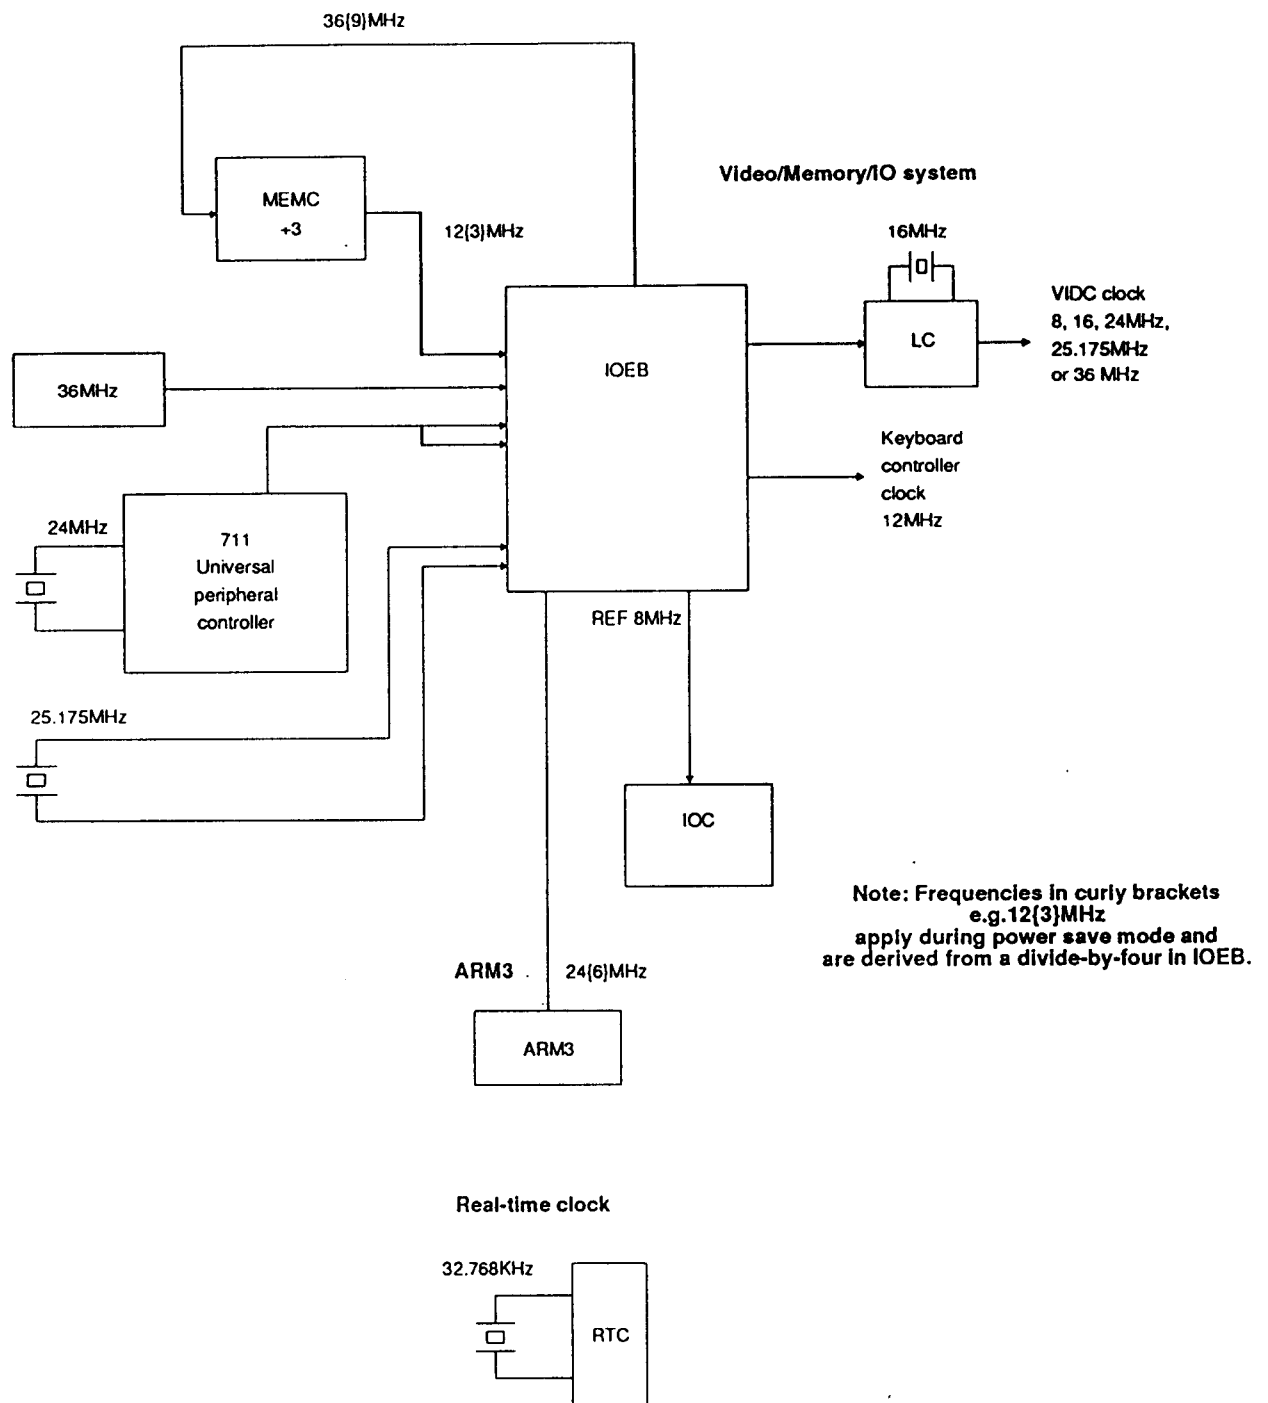 36{9}MHz
Video/Memory/IO system
MEMC
÷3
12{3}MHz
16MHz
LC
VIDC clock
8, 16, 24MHz,
25.175MHz
or 36 MHz
IOEB
36MHz
Keyboard
controller
clock
12MHz
24MHz
711
Universal
peripheral
controller
REF 8MHz
25.175MHz
IOC
Note: Frequencies in curly brackets
e.g.12{3}MHz
apply during power save mode and
are derived from a divide-by-four in IOEB.
ARM3
24{6}MHz
ARM3
Real-time clock
32.768KHz
RTC